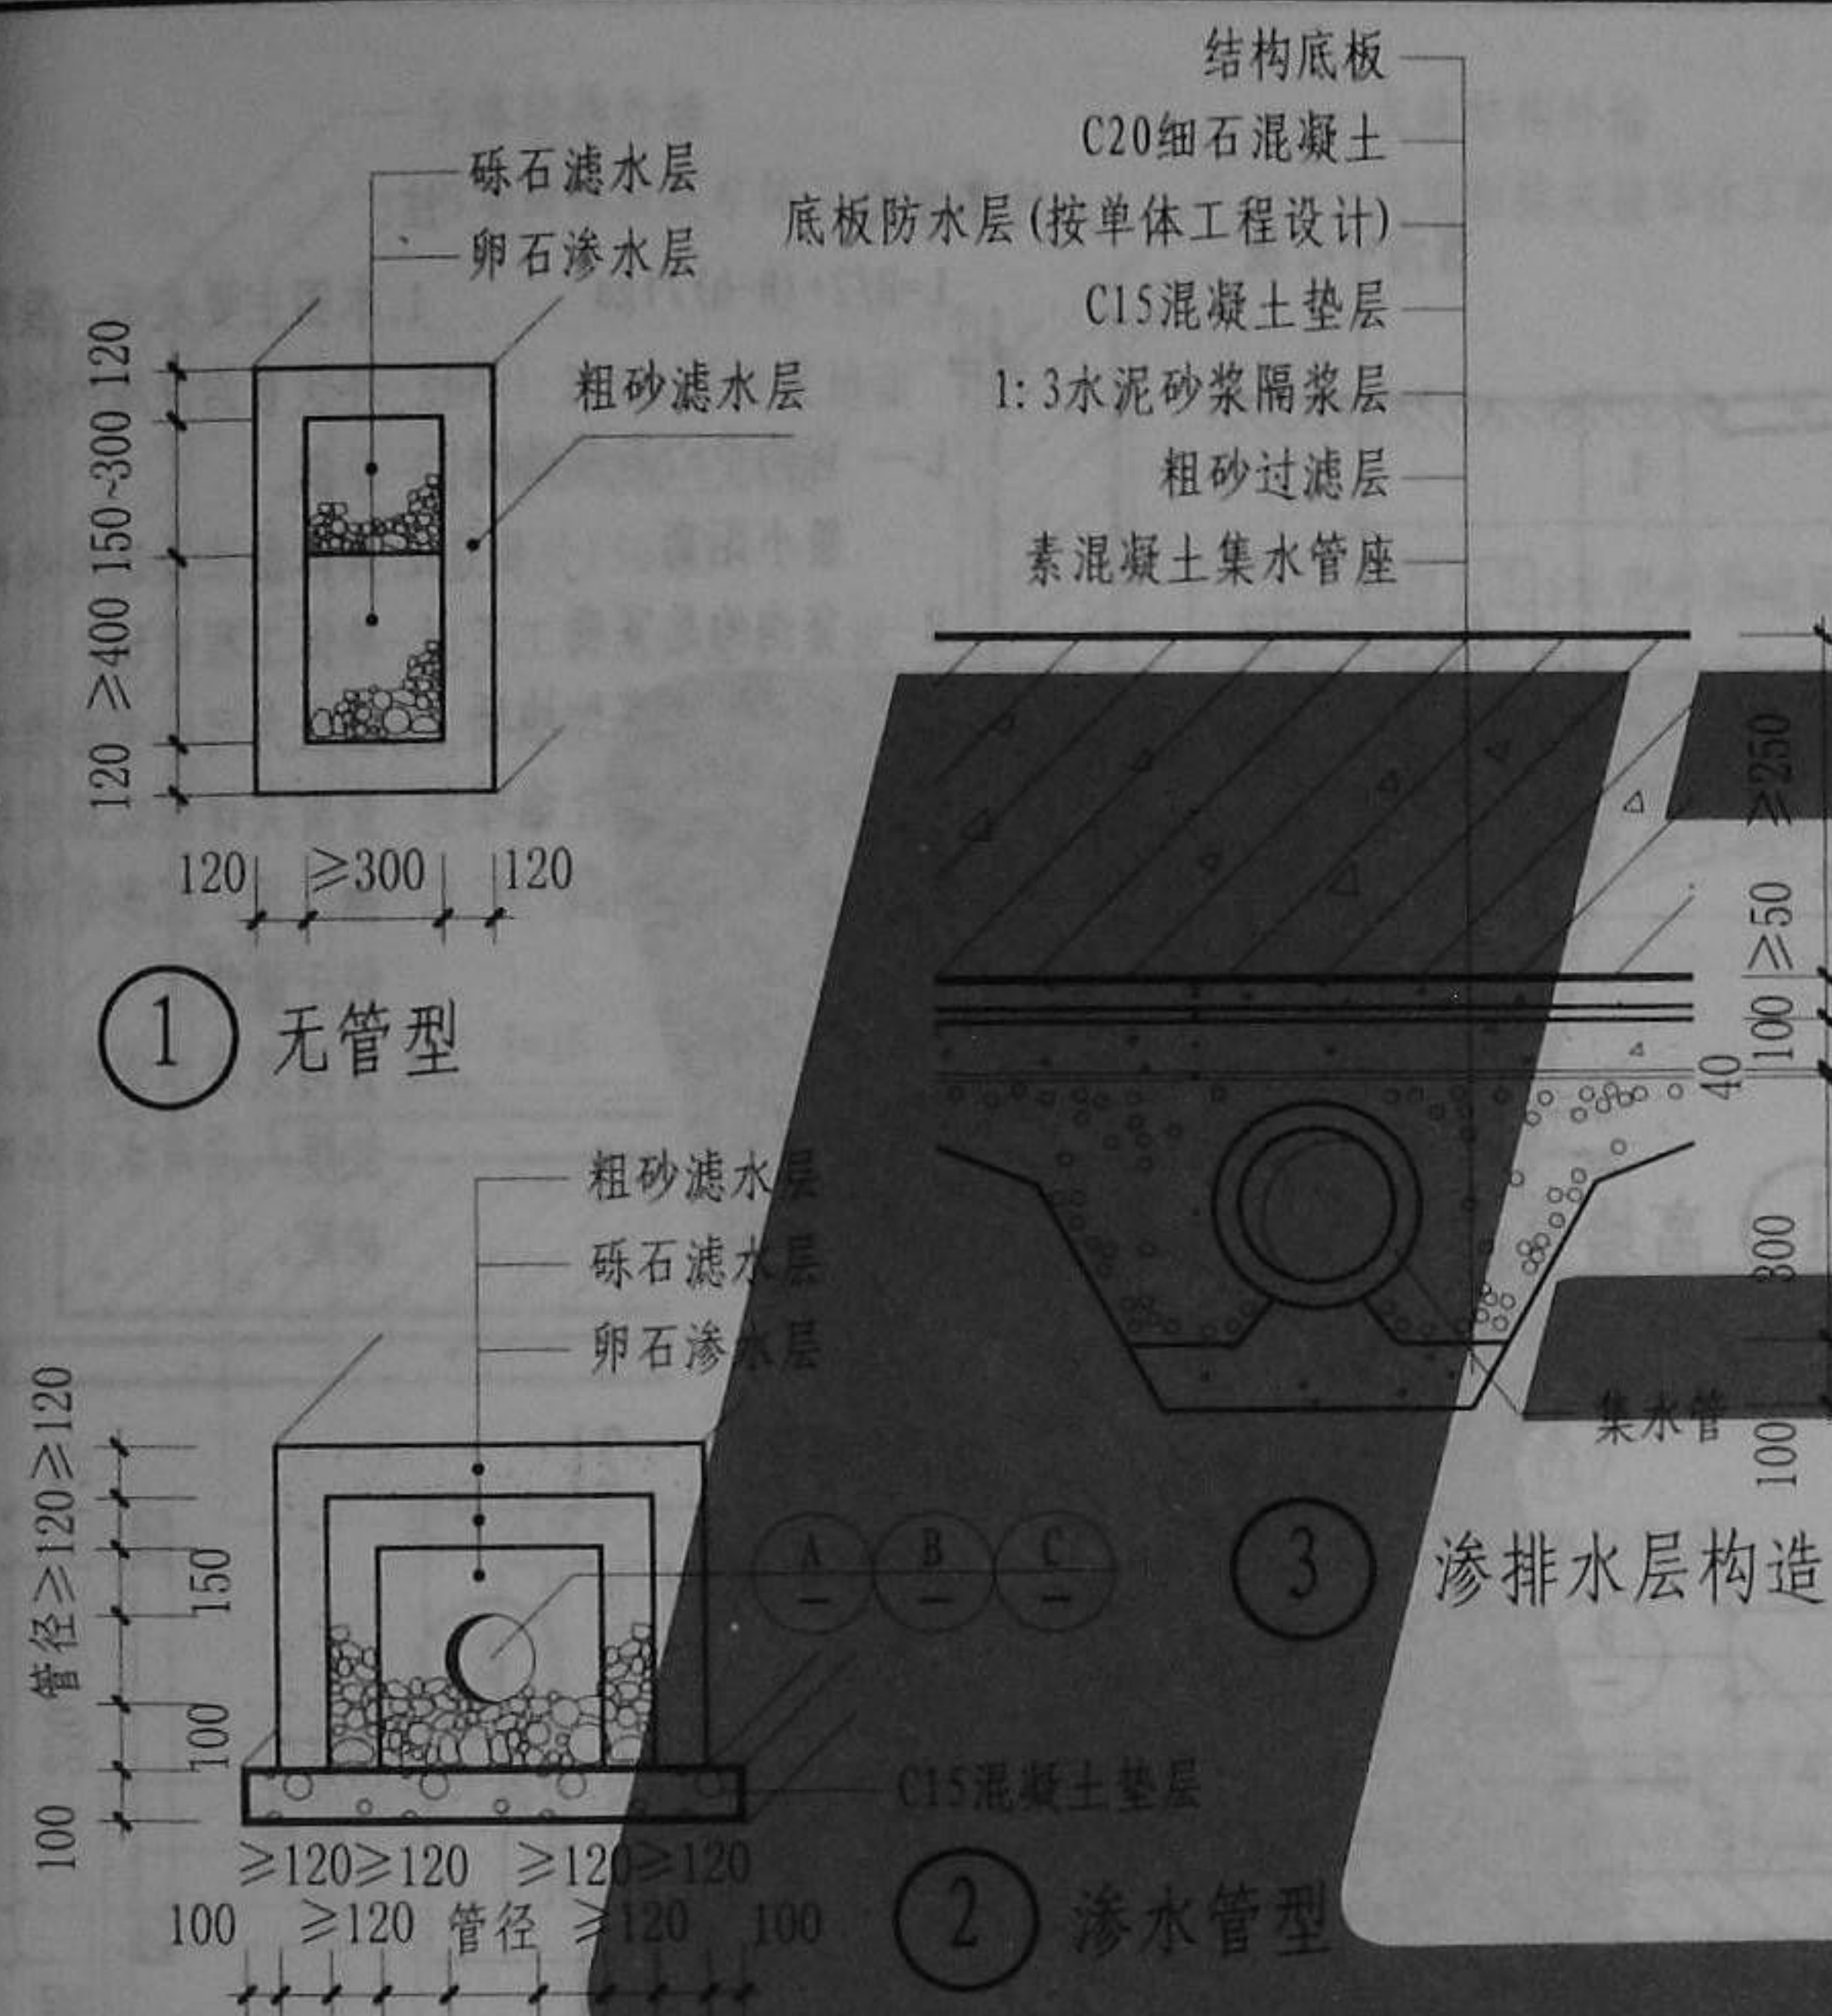 砾石滤水层
卵石渗水层
粗砂滤水层
120
150~300
≥400
120
120 ≥300 120
1 无管型
结构底板
C20细石混凝土
底板防水层(按单体工程设计)
C15混凝土垫层
1:3水泥砂浆隔浆层
粗砂过滤层
素混凝土集水管座
≥250
≥50
100
40
300
100
集水管
3 渗排水层构造
粗砂滤水层
砾石滤水层
卵石渗水层
A B C
≥120
≥120
150
管径
100
100
C15混凝土垫层
≥120 ≥120 ≥120 ≥120
100 ≥120 管径 ≥120 100
2 渗水管型